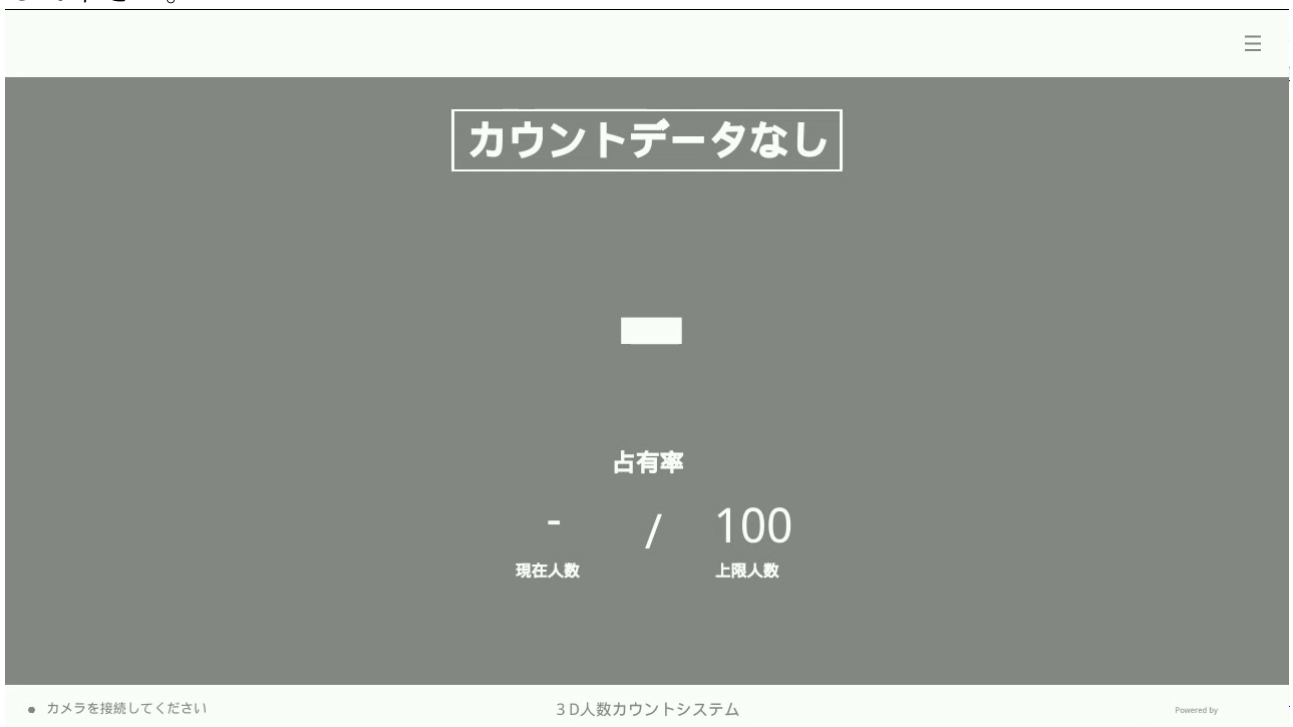 カウントデータなし
-
占有率
- / 100
現在人数 上限人数
● カメラを接続してください 3D人数カウントシステム Powered by